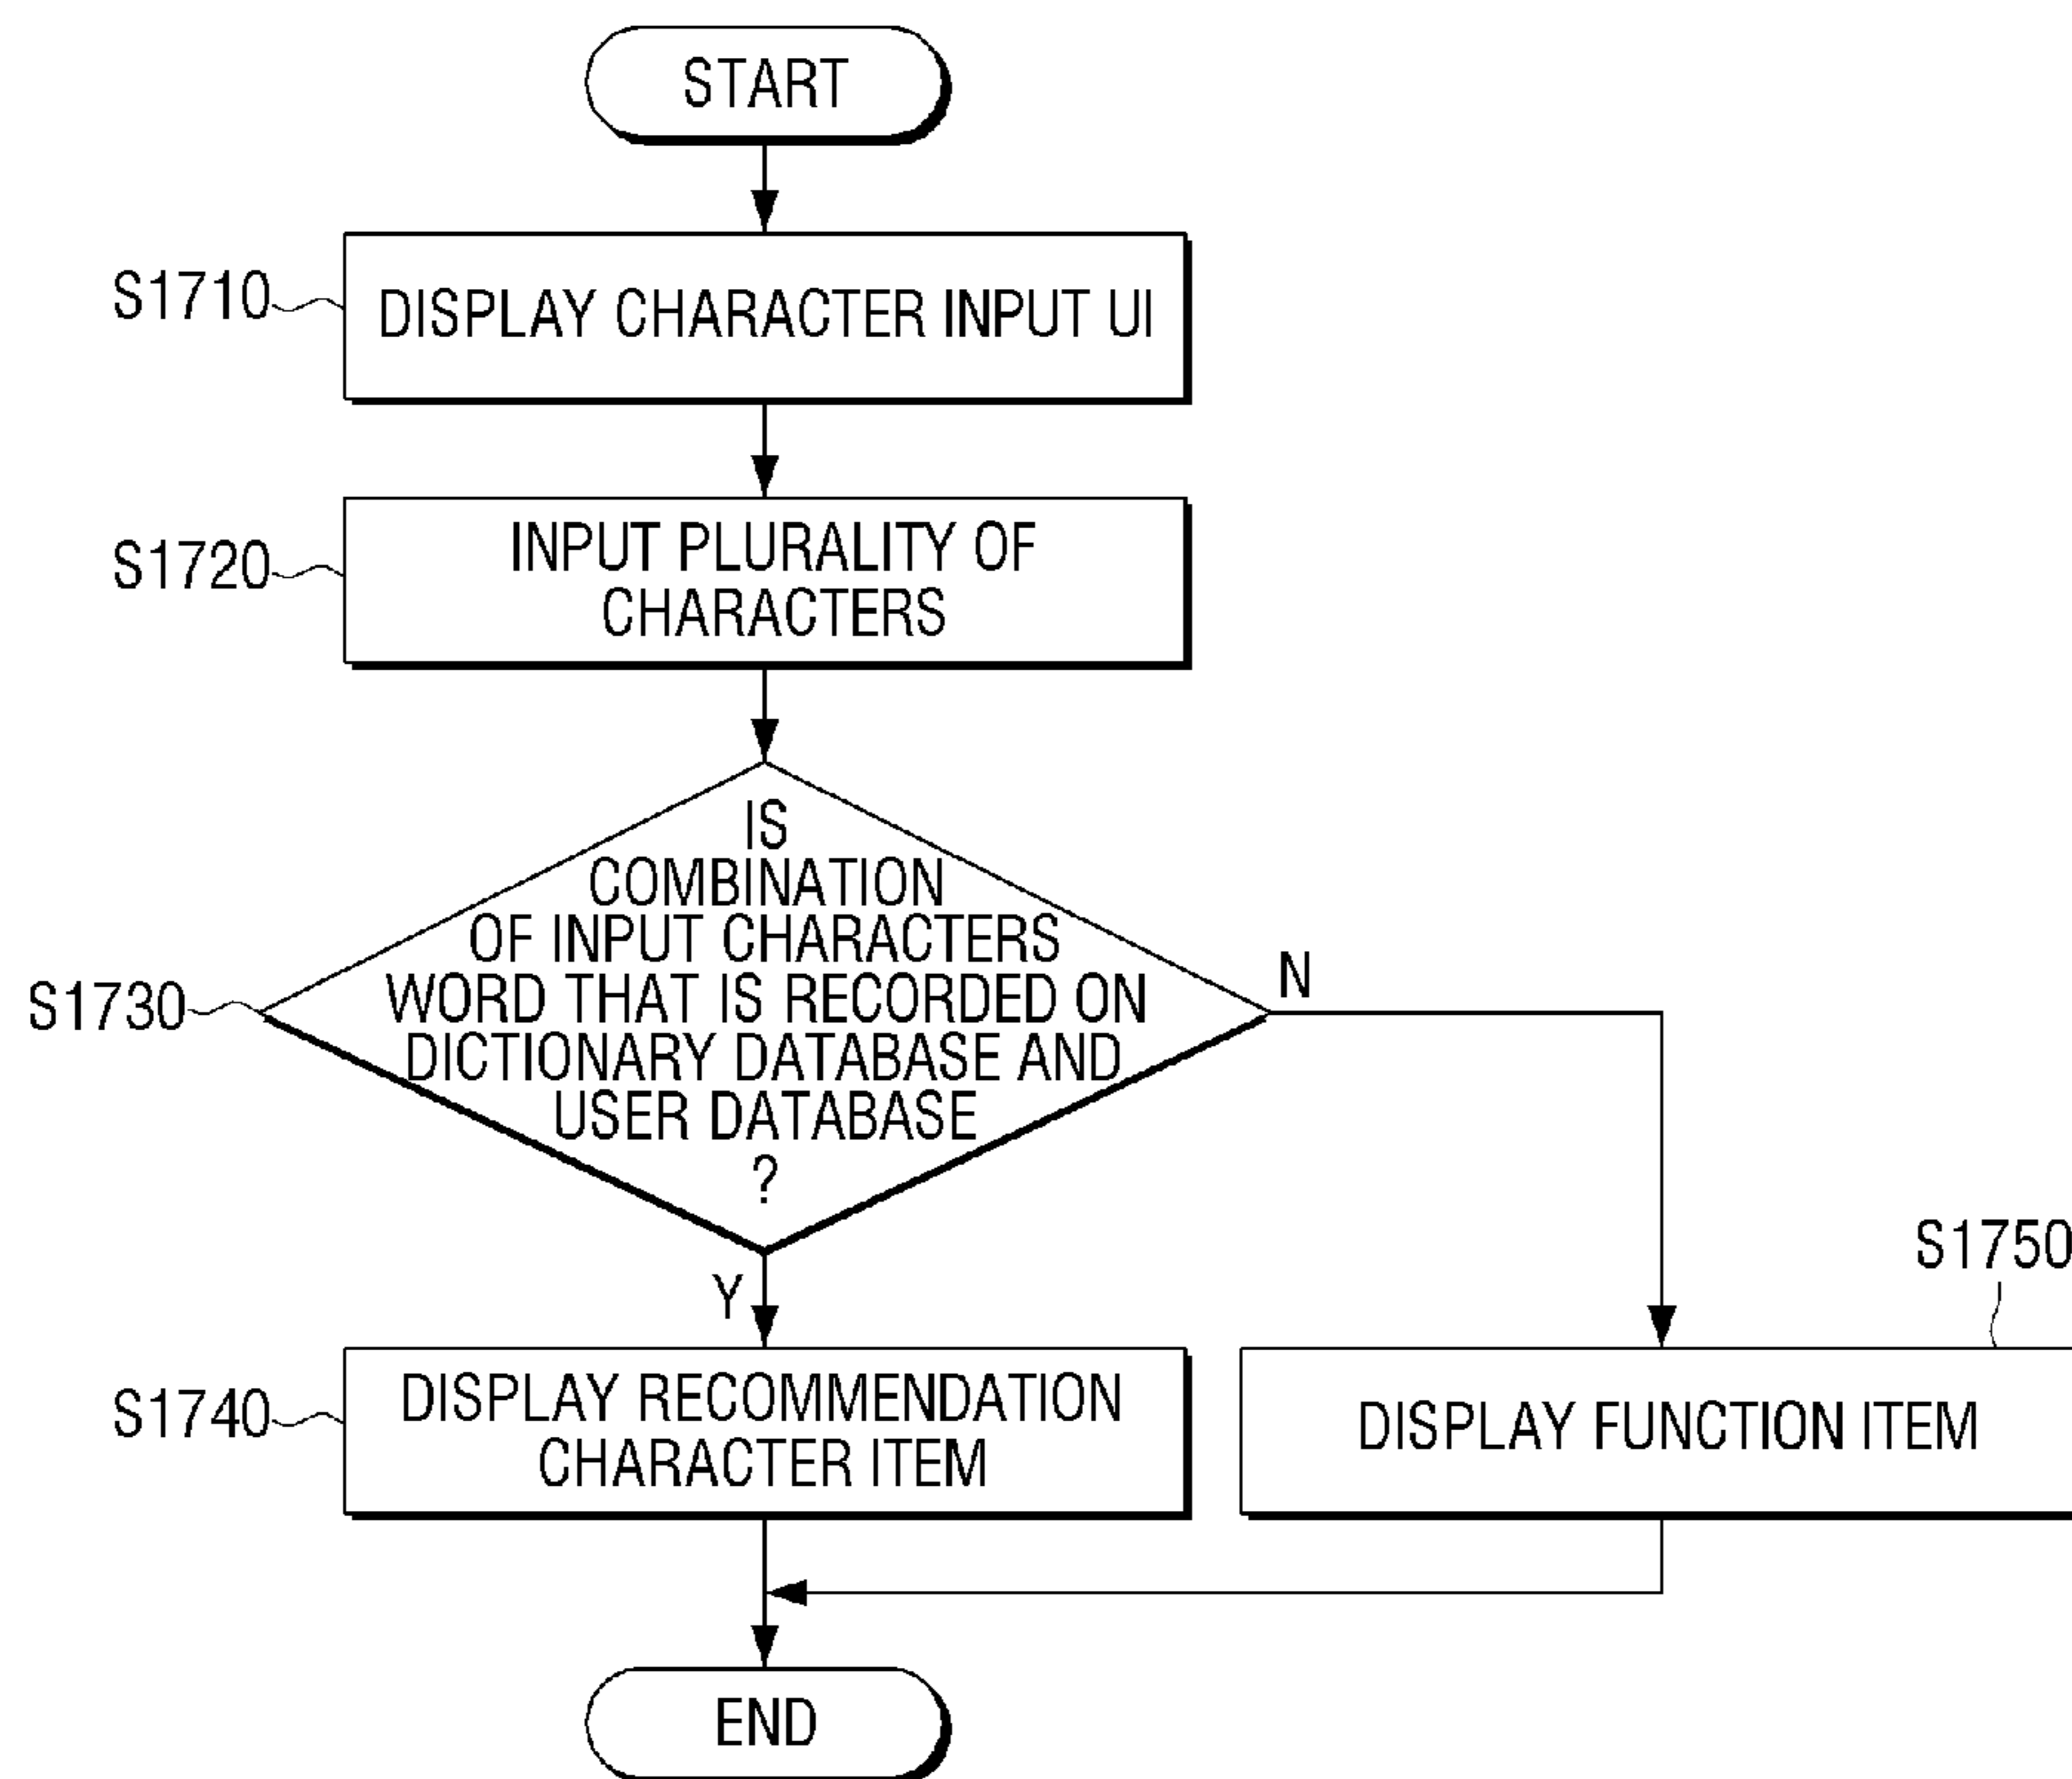 START
S1710
DISPLAY CHARACTER INPUT UI
S1720
INPUT PLURALITY OF
CHARACTERS
IS
COMBINATION
OF INPUT CHARACTERS
WORD THAT IS RECORDED ON
DICTIONARY DATABASE AND
USER DATABASE
?
S1730
N
Y
S1740
DISPLAY RECOMMENDATION
CHARACTER ITEM
S1750
DISPLAY FUNCTION ITEM
END